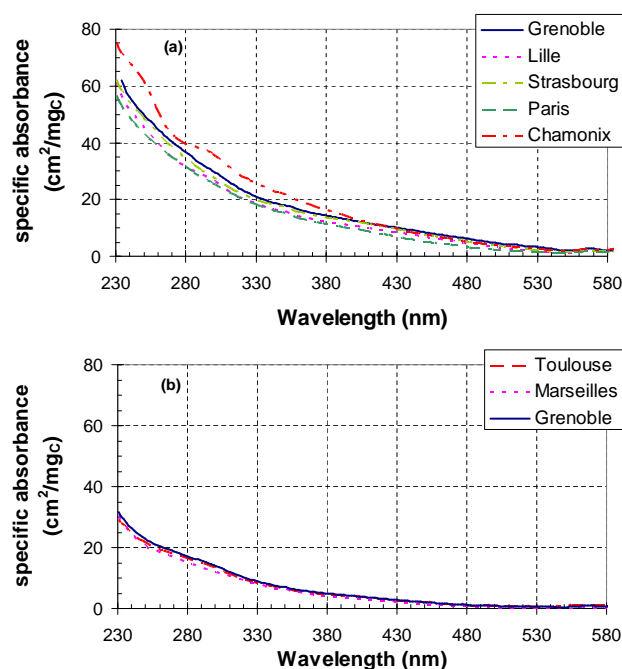 (a)
Grenoble
Lille
Strasbourg
Paris
Chamonix
80
60
40
20
0
230 280 330 380 430 480 530 580
specific absorbance
(cm²/mgC)
Wavelength (nm)
(b)
Toulouse
Marseilles
Grenoble
80
60
40
20
0
230 280 330 380 430 480 530 580
specific absorbance
(cm²/mgC)
Wavelength (nm)